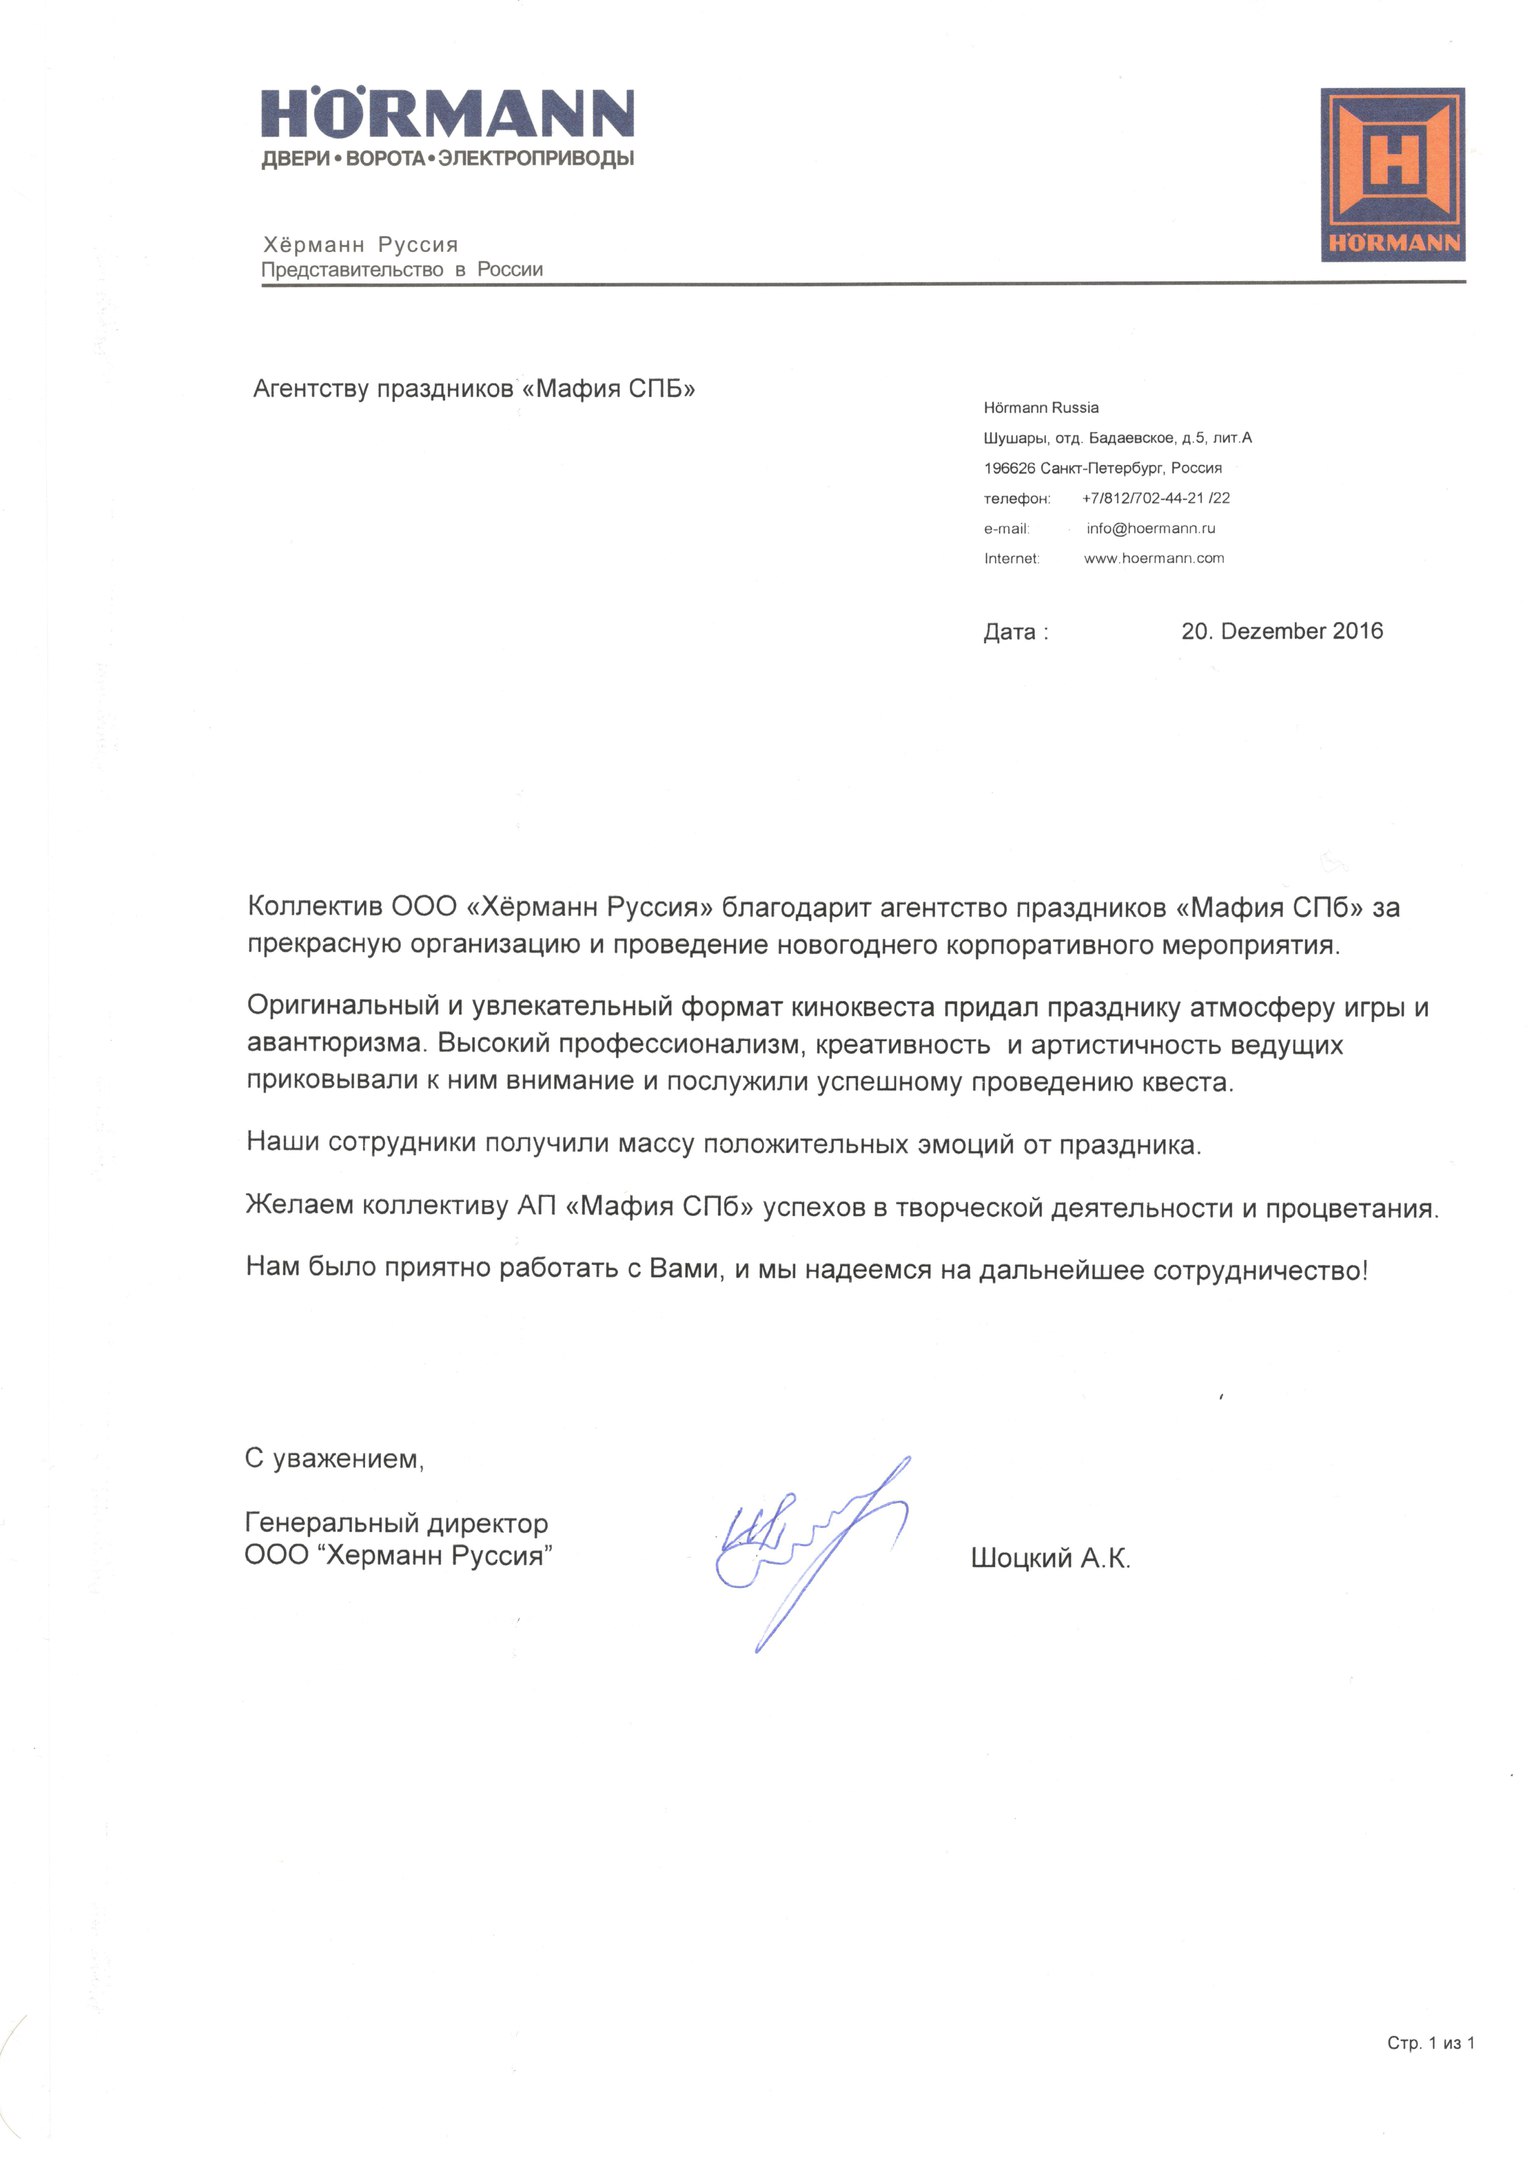 HÖRMANN
ДВЕРИ • ВОРОТА • ЭЛЕКТРОПРИВОДЫ
HÖRMANN
Хёрманн Руссия
Представительство в России
Агентству праздников «Мафия СПБ»
Hörmann Russia
Шушары, отд. Бадаевское, д.5, лит.А
196626 Санкт-Петербург, Россия
телефон: +7/812/702-44-21 /22
e-mail: info@hoermann.ru
Internet: www.hoermann.com
Дата : 20. Dezember 2016
Коллектив ООО «Хёрманн Руссия» благодарит агентство праздников «Мафия СПб» за
прекрасную организацию и проведение новогоднего корпоративного мероприятия.
Оригинальный и увлекательный формат киноквеста придал празднику атмосферу игры и
авантюризма. Высокий профессионализм, креативность и артистичность ведущих
приковывали к ним внимание и послужили успешному проведению квеста.
Наши сотрудники получили массу положительных эмоций от праздника.
Желаем коллективу АП «Мафия СПб» успехов в творческой деятельности и процветания.
Нам было приятно работать с Вами, и мы надеемся на дальнейшее сотрудничество!
С уважением,
Генеральный директор
ООО “Херманн Руссия” Шоцкий А.К.
Стр. 1 из 1